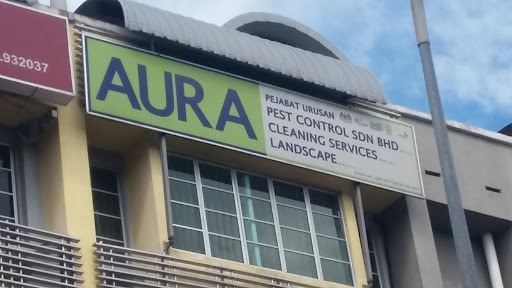 932037
AURA
PEJABAT URUSAN
PEST CONTROL SDN BHD
CLEANING SERVICES
LANDSCAPE